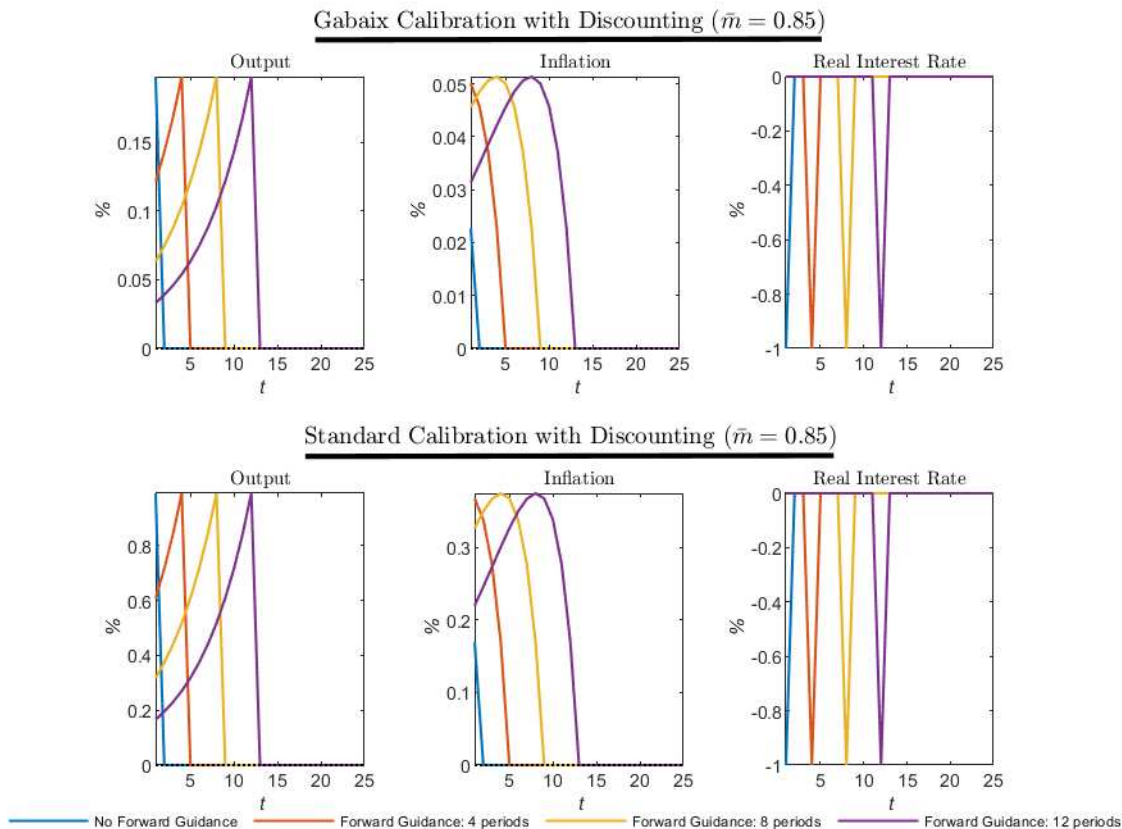 Gabaix Calibration with Discounting (m̄ = 0.85)
Output Inflation Real Interest Rate
0.15
0.1
0.05
0
%
5 10 15 20 25
t
0.05
0.04
0.03
0.02
0.01
0
%
5 10 15 20 25
t
0
-0.2
-0.4
-0.6
-0.8
-1
%
5 10 15 20 25
t
Standard Calibration with Discounting (m̄ = 0.85)
Output Inflation Real Interest Rate
0.8
0.6
0.4
0.2
0
%
5 10 15 20 25
t
0.3
0.2
0.1
0
%
5 10 15 20 25
t
0
-0.2
-0.4
-0.6
-0.8
-1
%
5 10 15 20 25
t
No Forward Guidance Forward Guidance: 4 periods Forward Guidance: 8 periods Forward Guidance: 12 periods